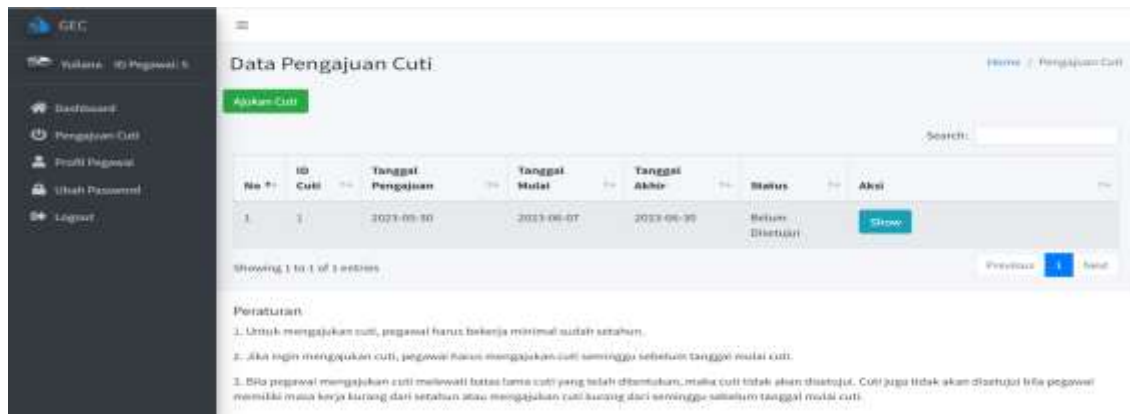 GEC
Yuliana ID Pegawai: 5
Dashboard
Pengajuan Cuti
Profil Pegawai
Ubah Password
Logout
Data Pengajuan Cuti
Home / Pengajuan Cuti
Ajukan Cuti
Search:
No ID Cuti Tanggal Pengajuan Tanggal Mulai Tanggal Akhir Status Aksi
1 1 2023-05-30 2023-06-07 2023-06-30 Belum Disetujui Show
Showing 1 to 1 of 1 entries
Previous 1 Next
Peraturan
1. Untuk mengajukan cuti, pegawai harus bekerja minimal sudah setahun.
2. Jika ingin mengajukan cuti, pegawai harus mengajukan cuti seminggu sebelum tanggal mulai cuti.
3. Bila pegawai mengajukan cuti melewati batas lama cuti yang telah ditentukan, maka cuti tidak akan disetujui. Cuti juga tidak akan disetujui bila pegawai
memiliki masa kerja kurang dari setahun atau mengajukan cuti kurang dari seminggu sebelum tanggal mulai cuti.